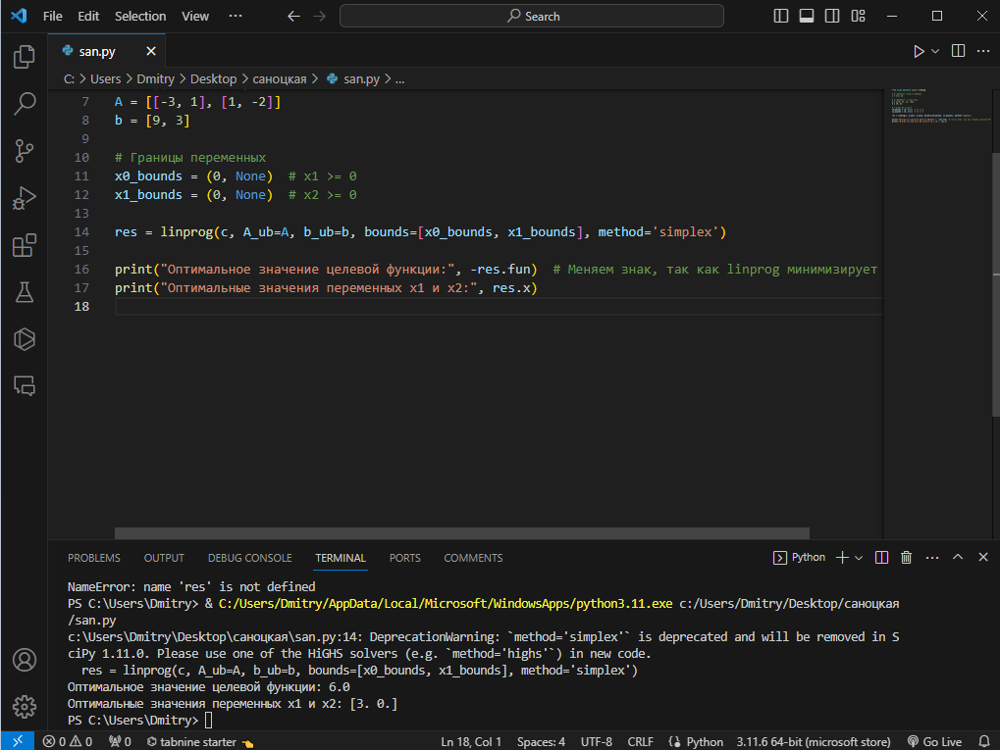 File Edit Selection View ··· Search
san.py
C: > Users > Dmitry > Desktop > саноцкая > san.py > ...
7 A = [[-3, 1], [1, -2]]
8 b = [9, 3]
9
10 # Границы переменных
11 x0_bounds = (0, None) # x1 >= 0
12 x1_bounds = (0, None) # x2 >= 0
13
14 res = linprog(c, A_ub=A, b_ub=b, bounds=[x0_bounds, x1_bounds], method='simplex')
15
16 print("Оптимальное значение целевой функции:", -res.fun) # Меняем знак, так как linprog минимизирует
17 print("Оптимальные значения переменных x1 и x2:", res.x)
18
PROBLEMS OUTPUT DEBUG CONSOLE TERMINAL PORTS COMMENTS Python
NameError: name 'res' is not defined
PS C:\Users\Dmitry> & C:/Users/Dmitry/AppData/Local/Microsoft/WindowsApps/python3.11.exe c:/Users/Dmitry/Desktop/саноцкая
/san.py
c:\Users\Dmitry\Desktop\саноцкая\san.py:14: DeprecationWarning: `method='simplex'` is deprecated and will be removed in S
ciPy 1.11.0. Please use one of the HiGHS solvers (e.g. `method='highs'`) in new code.
res = linprog(c, A_ub=A, b_ub=b, bounds=[x0_bounds, x1_bounds], method='simplex')
Оптимальное значение целевой функции: 6.0
Оптимальные значения переменных x1 и x2: [3. 0.]
PS C:\Users\Dmitry>
0 0 0 tabnine starter Ln 18, Col 1 Spaces: 4 UTF-8 CRLF Python 3.11.6 64-bit (microsoft store) Go Live